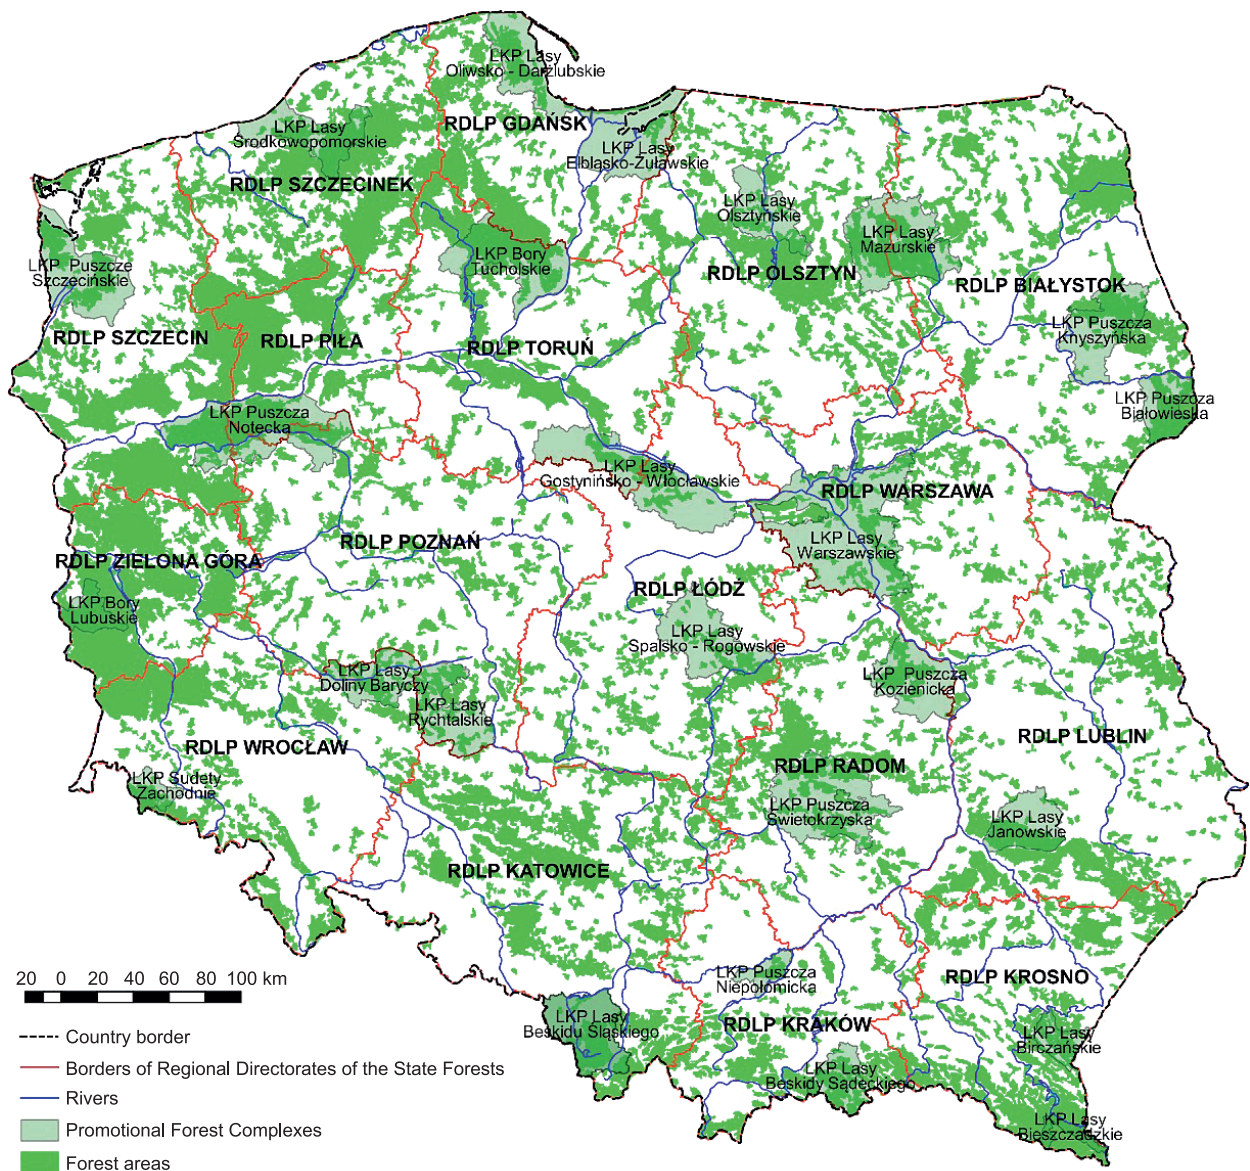 LKP Lasy
Oliwsko - Darżlubskie
RDLP GDAŃSK
LKP Lasy
Środkowopomorskie
LKP Lasy
Elbląsko-Żuławskie
RDLP SZCZECINEK
LKP Lasy
Olsztyńskie
LKP Lasy
Mazurskie
LKP Bory
Tucholskie
LKP Puszcze
Szczecińskie
RDLP OLSZTYN
RDLP BIAŁYSTOK
LKP Puszcza
Knyszyńska
RDLP SZCZECIN
RDLP PIŁA
RDLP TORUŃ
LKP Puszcza
Białowieska
LKP Puszcza
Notecka
LKP Lasy
Gostynińsko - Włocławskie
RDLP WARSZAWA
LKP Lasy
Warszawskie
RDLP POZNAŃ
RDLP ZIELONA GÓRA
RDLP ŁÓDŹ
LKP Bory
Lubuskie
LKP Lasy
Spalsko - Rogowskie
LKP Lasy
Doliny Baryczy
LKP Puszcza
Kozienicka
LKP Lasy
Rychtalskie
RDLP WROCŁAW
RDLP LUBLIN
RDLP RADOM
LKP Sudety
Zachodnie
LKP Puszcza
Świetokrzyska
LKP Lasy
Janowskie
RDLP KATOWICE
LKP Puszcza
Niepołomicka
RDLP KROSNO
LKP Lasy
Beskidu Śląskiego
RDLP KRAKÓW
LKP Lasy
Birczańskie
LKP Lasy
Beskidy Sądeckiego
LKP Lasy
Bieszczadzkie
20 0 20 40 60 80 100 km
Country border
Borders of Regional Directorates of the State Forests
Rivers
Promotional Forest Complexes
Forest areas